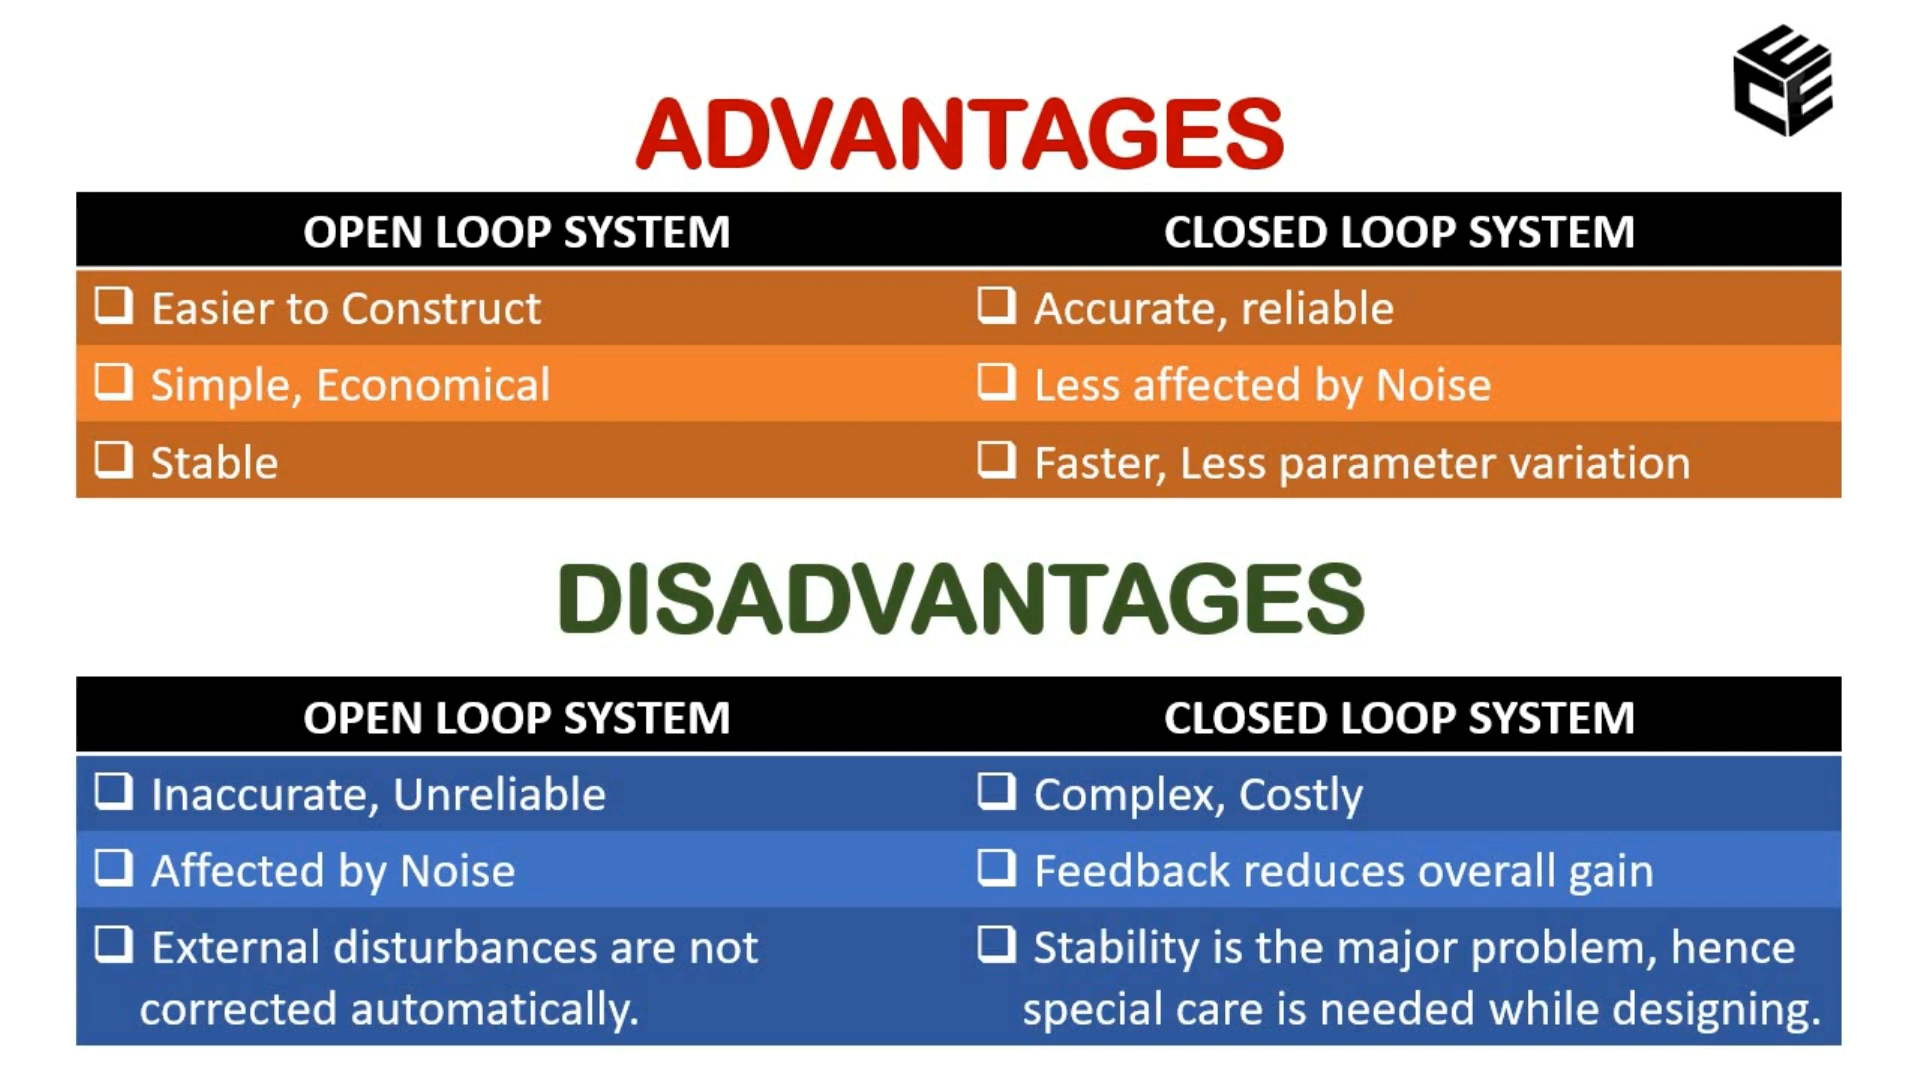 ECE
ADVANTAGES
OPEN LOOP SYSTEM CLOSED LOOP SYSTEM
❑ Easier to Construct ❑ Accurate, reliable
❑ Simple, Economical ❑ Less affected by Noise
❑ Stable ❑ Faster, Less parameter variation
DISADVANTAGES
OPEN LOOP SYSTEM CLOSED LOOP SYSTEM
❑ Inaccurate, Unreliable ❑ Complex, Costly
❑ Affected by Noise ❑ Feedback reduces overall gain
❑ External disturbances are not ❑ Stability is the major problem, hence
corrected automatically. special care is needed while designing.